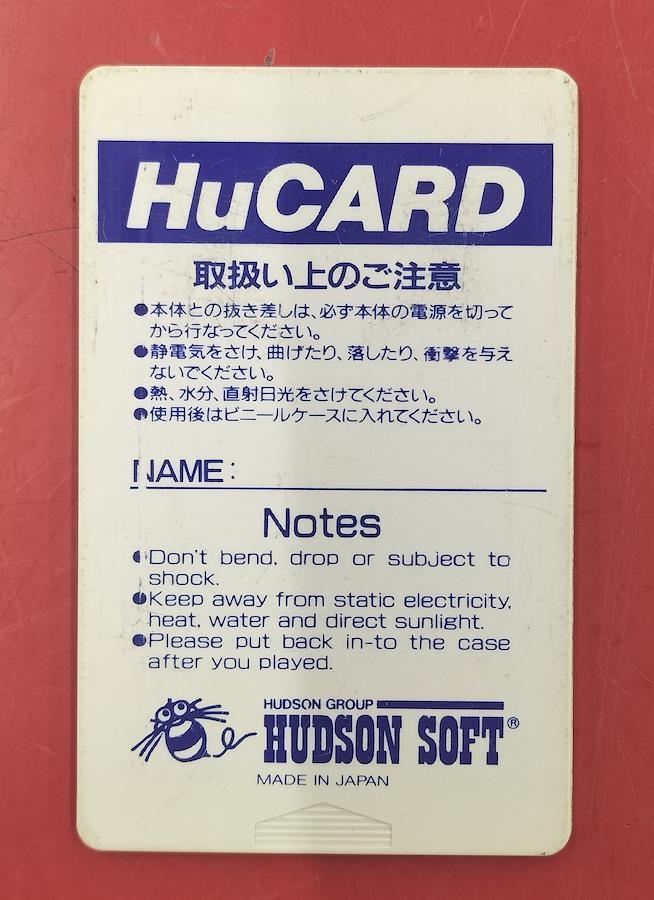 HuCARD
取扱い上のご注意
●本体との抜き差しは、必ず本体の電源を切って
から行なってください。
●静電気をさけ、曲げたり、落したり、衝撃を与え
ないでください。
●熱、水分、直射日光をさけてください。
●使用後はビニールケースに入れてください。
NAME:
Notes
●Don't bend, drop or subject to
shock.
●Keep away from static electricity,
heat, water and direct sunlight.
●Please put back in-to the case
after you played.
HUDSON GROUP
HUDSON SOFT®
MADE IN JAPAN